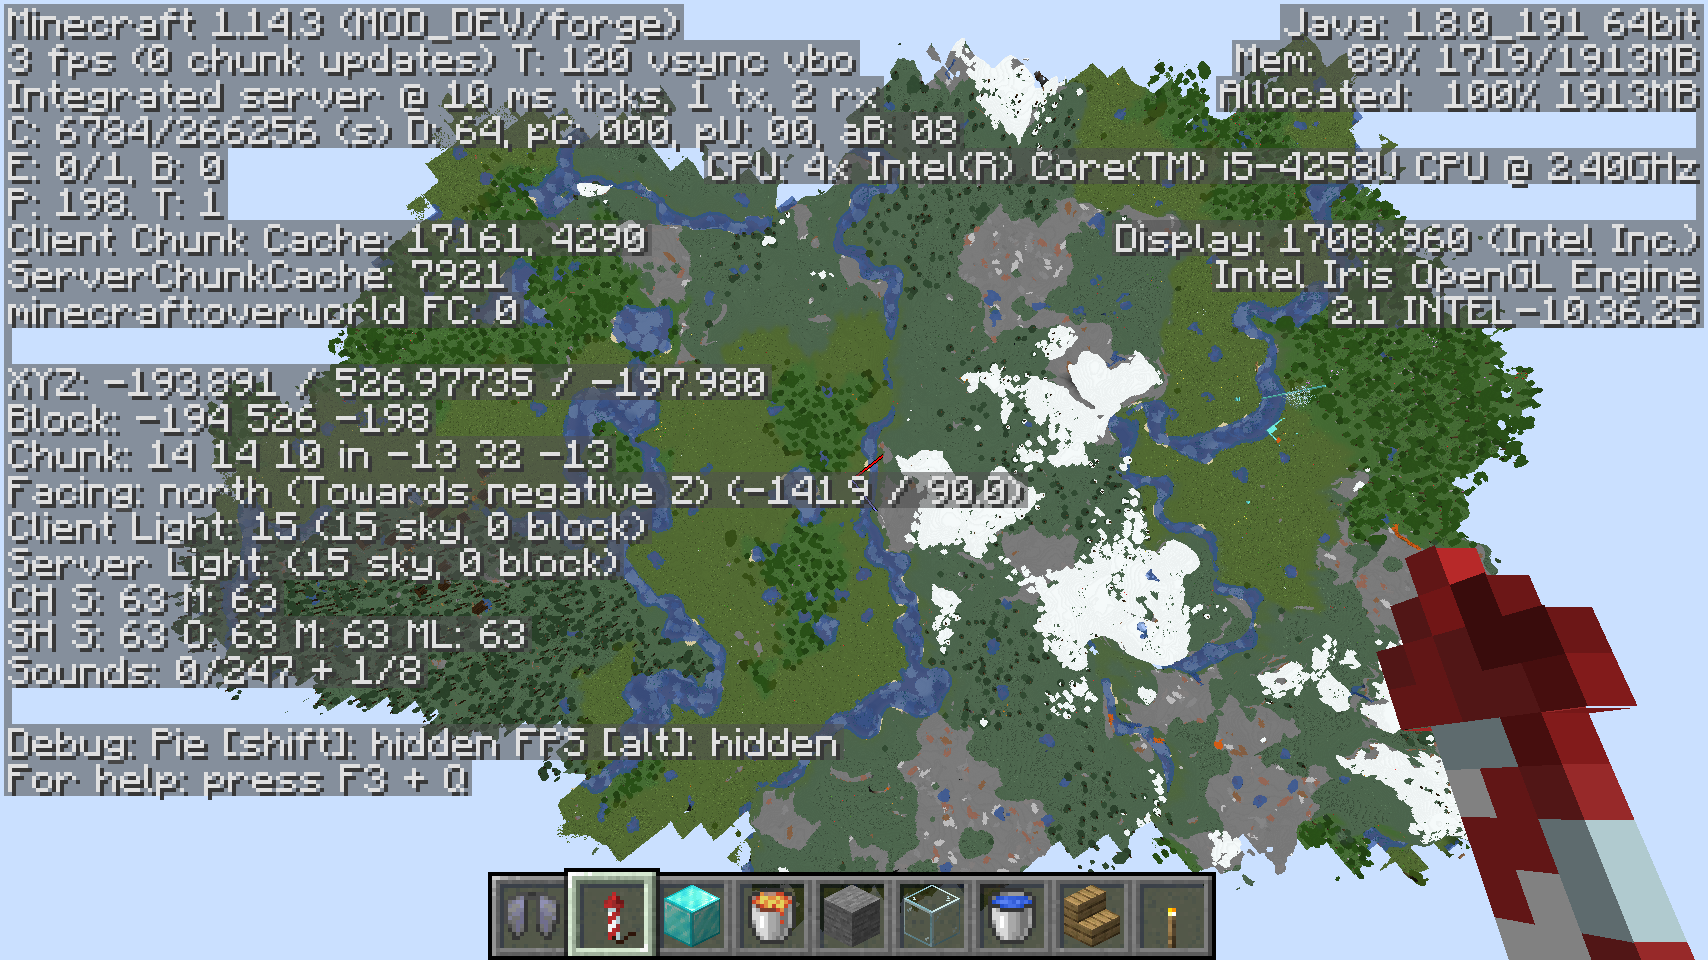 Minecraft 1.14.3 (MOD_DEV/forge)
3 fps (0 chunk updates) T: 120 vsync vbo
Integrated server @ 10 ms ticks, 1 tx, 2 rx
C: 6784/266256 (s) D: 64, pC: 000, pU: 00, aB: 08
E: 0/1, B: 0
P: 198. T: 1
Client Chunk Cache: 17161, 4290
ServerChunkCache: 7921
minecraft:overworld FC: 0
XYZ: -193.891 / 526.97735 / -197.980
Block: -194 526 -198
Chunk: 14 14 10 in -13 32 -13
Facing: north (Towards negative Z) (-141.9 / 90.0)
Client Light: 15 (15 sky, 0 block)
Server Light: (15 sky, 0 block)
CH S: 63 M: 63
SH S: 63 O: 63 M: 63 ML: 63
Sounds: 0/247 + 1/8
Debug: Pie [shift]: hidden FPS [alt]: hidden
For help: press F3 + Q
Java: 1.8.0_191 64bit
Mem: 89% 1719/1913MB
Allocated: 100% 1913MB
CPU: 4x Intel(R) Core(TM) i5-4258U CPU @ 2.40GHz
Display: 1708x960 (Intel Inc.)
Intel Iris OpenGL Engine
2.1 INTEL-10.36.25